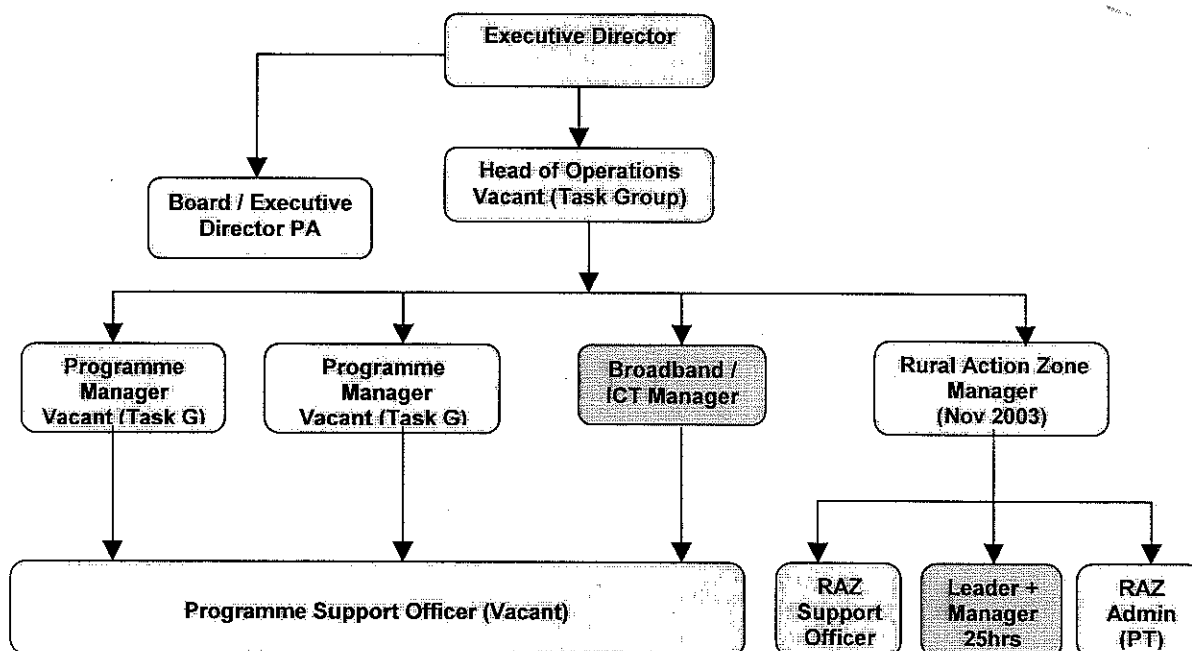 Executive Director
Head of Operations
Vacant (Task Group)
Board / Executive
Director PA
Programme
Manager
Vacant (Task G)
Programme
Manager
Vacant (Task G)
Broadband /
ICT Manager
Rural Action Zone
Manager
(Nov 2003)
Programme Support Officer (Vacant)
RAZ
Support
Officer
Leader +
Manager
25hrs
RAZ
Admin
(PT)